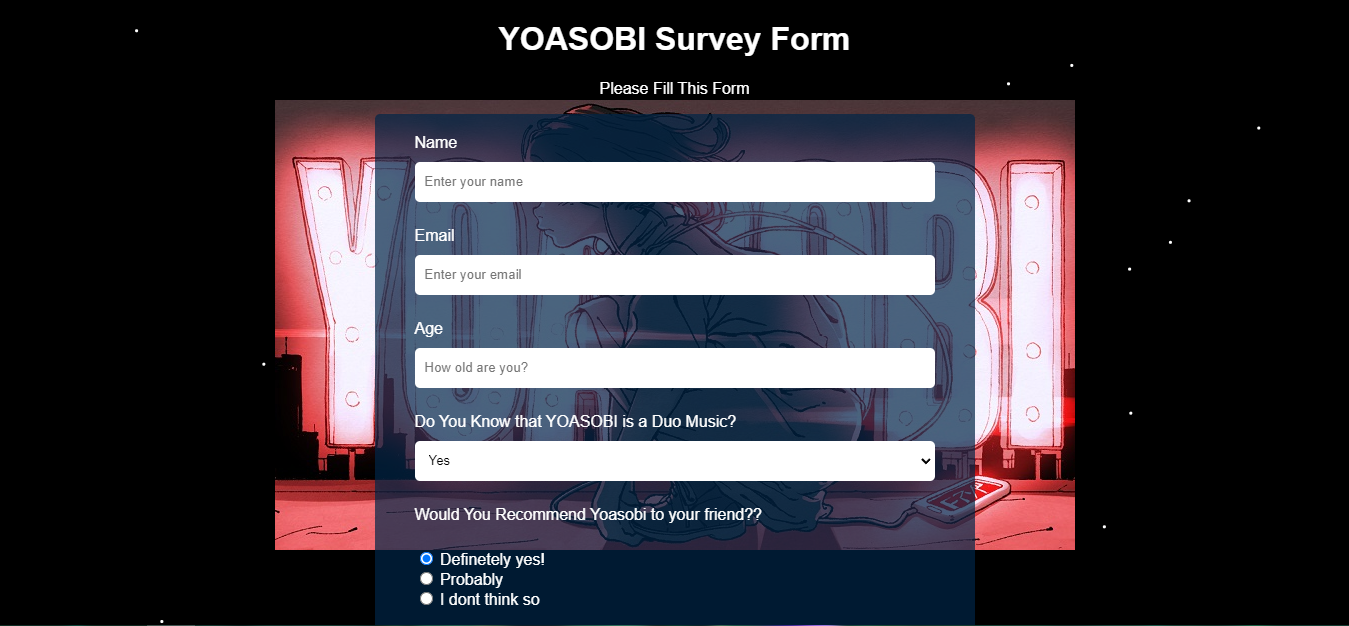 YOASOBI Survey Form
Please Fill This Form
Name
Enter your name
Email
Enter your email
Age
How old are you?
Do You Know that YOASOBI is a Duo Music?
Yes
Would You Recommend Yoasobi to your friend??
Definetely yes!
Probably
I dont think so